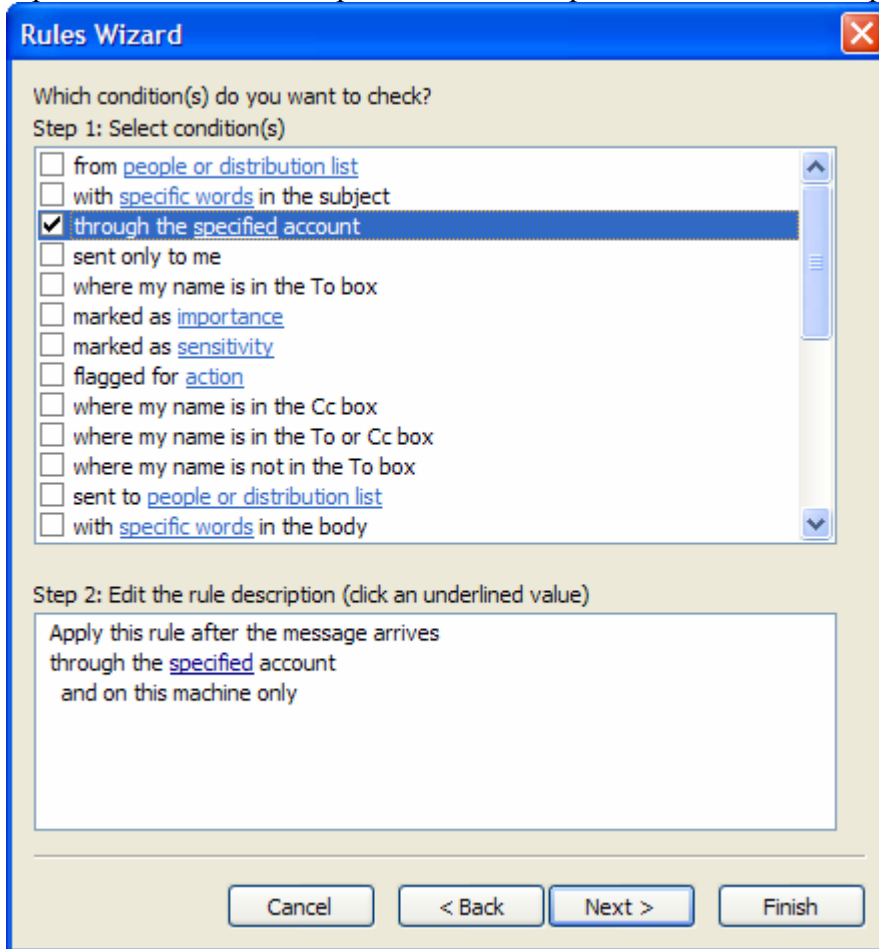 Rules Wizard
Which condition(s) do you want to check?
Step 1: Select condition(s)
from people or distribution list
with specific words in the subject
through the specified account
sent only to me
where my name is in the To box
marked as importance
marked as sensitivity
flagged for action
where my name is in the Cc box
where my name is in the To or Cc box
where my name is not in the To box
sent to people or distribution list
with specific words in the body
Step 2: Edit the rule description (click an underlined value)
Apply this rule after the message arrives
through the specified account
and on this machine only
Cancel
< Back
Next >
Finish